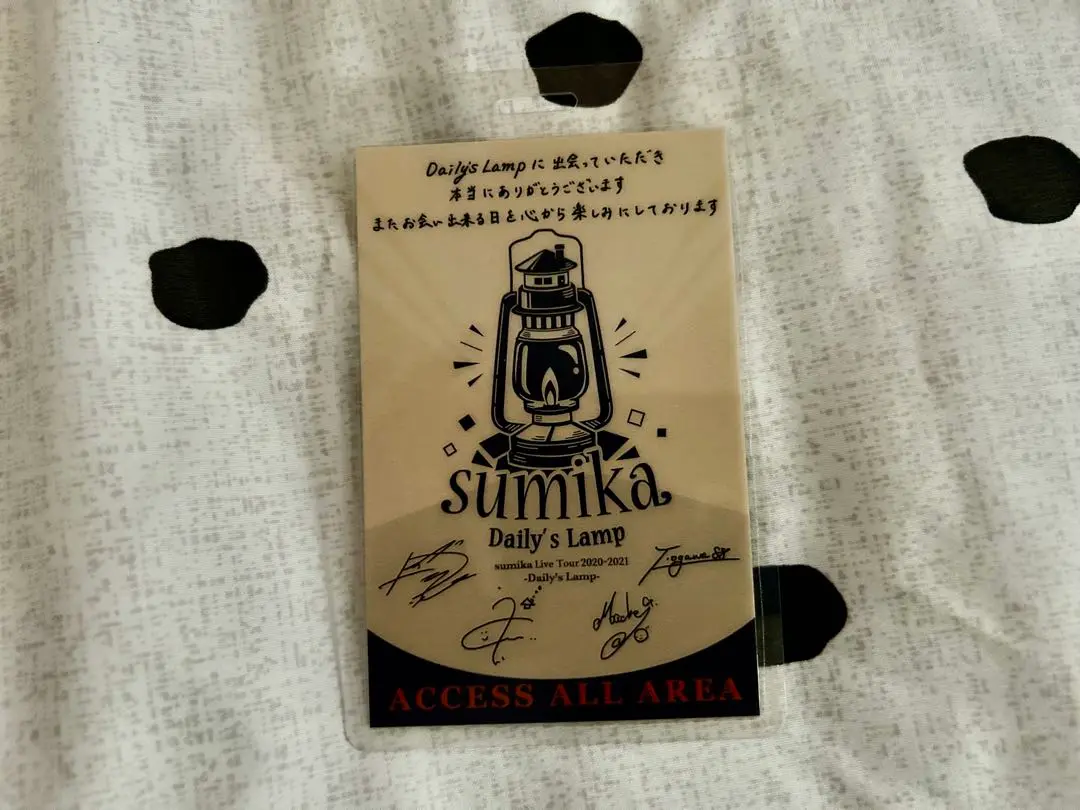 Daily's Lamp に 出会っていただき
本当にありがとうございます
またお会い出来る日を心から楽しみにしております
sumika
Daily's Lamp
sumika Live Tour 2020-2021
-Daily's Lamp-
ACCESS ALL AREA